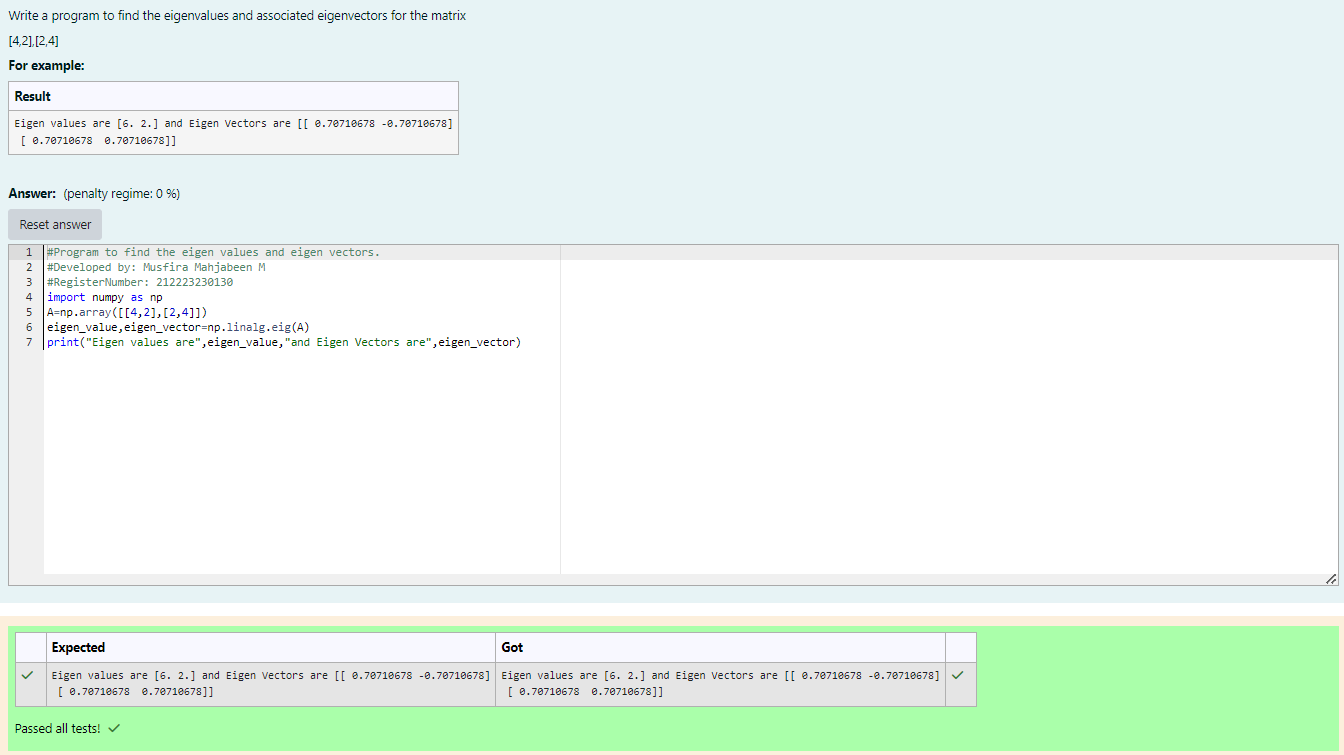 Write a program to find the eigenvalues and associated eigenvectors for the matrix
[4,2],[2,4]
For example:
Result
Eigen values are [6. 2.] and Eigen Vectors are [[ 0.70710678 -0.70710678]
[ 0.70710678  0.70710678]]
Answer: (penalty regime: 0 %)
Reset answer
1 #Program to find the eigen values and eigen vectors.
2 #Developed by: Musfira Mahjabeen M
3 #RegisterNumber: 212223230130
4 import numpy as np
5 A=np.array([[4,2],[2,4]])
6 eigen_value,eigen_vector=np.linalg.eig(A)
7 print("Eigen values are",eigen_value,"and Eigen Vectors are",eigen_vector)
Expected Got
Eigen values are [6. 2.] and Eigen Vectors are [[ 0.70710678 -0.70710678] Eigen values are [6. 2.] and Eigen Vectors are [[ 0.70710678 -0.70710678]
[ 0.70710678  0.70710678]] [ 0.70710678  0.70710678]]
Passed all tests!